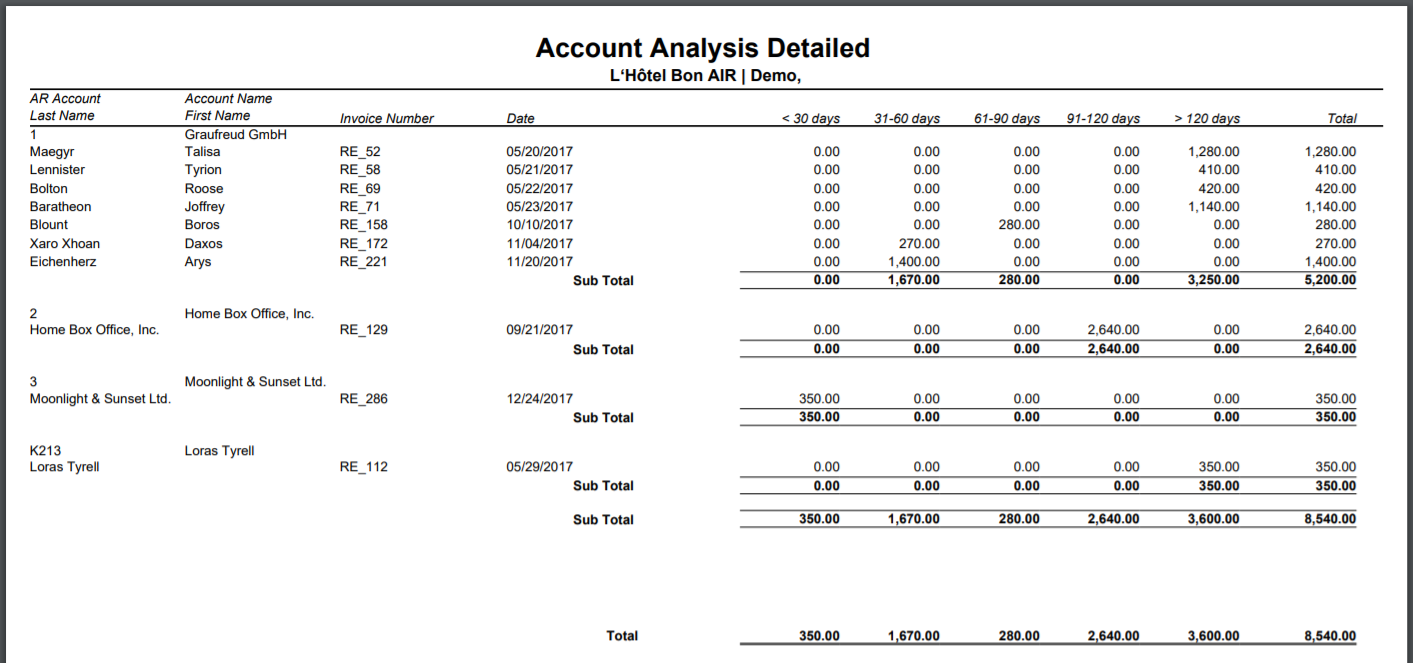 Account Analysis Detailed
L‘Hôtel Bon AIR | Demo,
AR Account Account Name
Last Name First Name Invoice Number Date < 30 days 31-60 days 61-90 days 91-120 days > 120 days Total
1 Graufreud GmbH
Maegyr Talisa RE_52 05/20/2017 0.00 0.00 0.00 0.00 1,280.00 1,280.00
Lennister Tyrion RE_58 05/21/2017 0.00 0.00 0.00 0.00 410.00 410.00
Bolton Roose RE_69 05/22/2017 0.00 0.00 0.00 0.00 420.00 420.00
Baratheon Joffrey RE_71 05/23/2017 0.00 0.00 0.00 0.00 1,140.00 1,140.00
Blount Boros RE_158 10/10/2017 0.00 0.00 280.00 0.00 0.00 280.00
Xaro Xhoan Daxos RE_172 11/04/2017 0.00 270.00 0.00 0.00 0.00 270.00
Eichenherz Arys RE_221 11/20/2017 0.00 1,400.00 0.00 0.00 0.00 1,400.00
Sub Total 0.00 1,670.00 280.00 0.00 3,250.00 5,200.00
2 Home Box Office, Inc.
Home Box Office, Inc. RE_129 09/21/2017 0.00 0.00 0.00 2,640.00 0.00 2,640.00
Sub Total 0.00 0.00 0.00 2,640.00 0.00 2,640.00
3 Moonlight & Sunset Ltd.
Moonlight & Sunset Ltd. RE_286 12/24/2017 350.00 0.00 0.00 0.00 0.00 350.00
Sub Total 350.00 0.00 0.00 0.00 0.00 350.00
K213 Loras Tyrell
Loras Tyrell RE_112 05/29/2017 0.00 0.00 0.00 0.00 350.00 350.00
Sub Total 0.00 0.00 0.00 0.00 350.00 350.00
Sub Total 350.00 1,670.00 280.00 2,640.00 3,600.00 8,540.00
Total 350.00 1,670.00 280.00 2,640.00 3,600.00 8,540.00